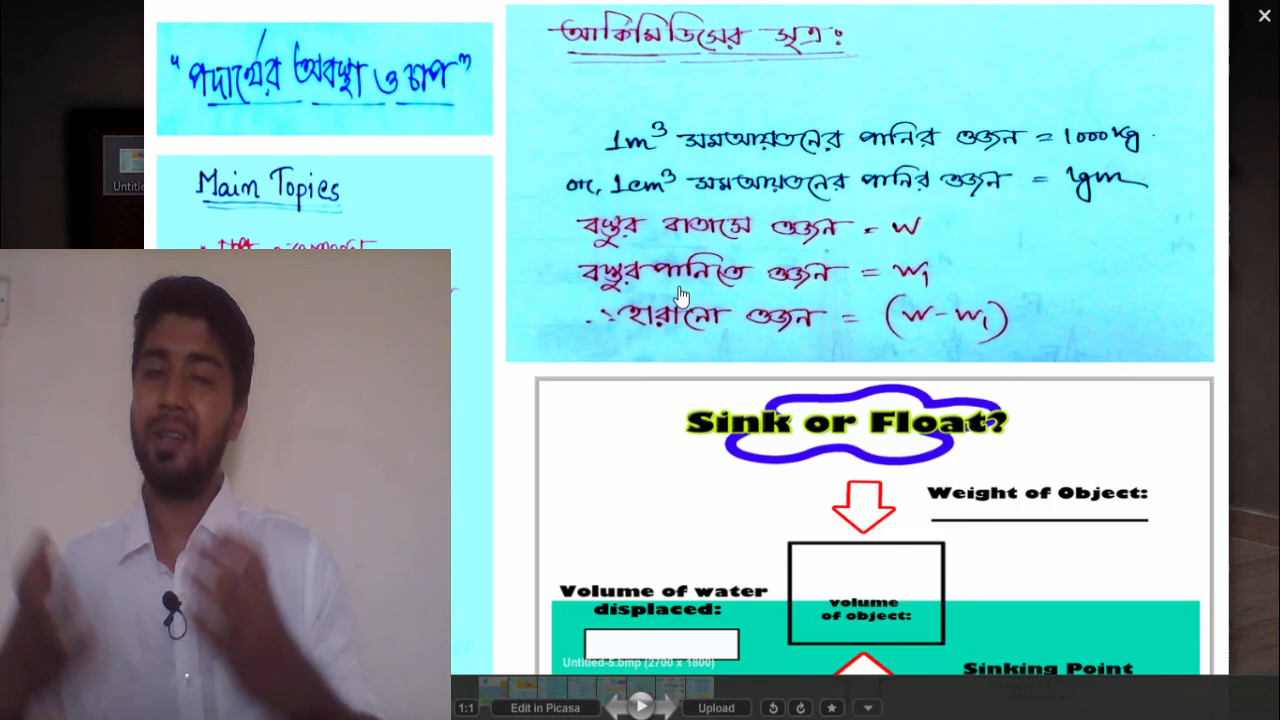 "পদার্থের অবস্থা ও চাপ"
Main Topics
আর্কিমিডিসের সূত্রঃ
1m³ সমআয়তনের পানির ওজন = 1000kg.
or, 1cm³ সমআয়তনের পানির ওজন = 1gm
বস্তুর বাতাসে ওজন = W
বস্তুর পানিতে ওজন = W₁
∴ হারানো ওজন = (W - W₁)
Sink or Float?
Weight of Object:
Volume of water
displaced:
volume
of object:
Sinking Point
Untitled-5.bmp (2700 x 1800)
Untitl
1:1
Edit in Picasa
Upload